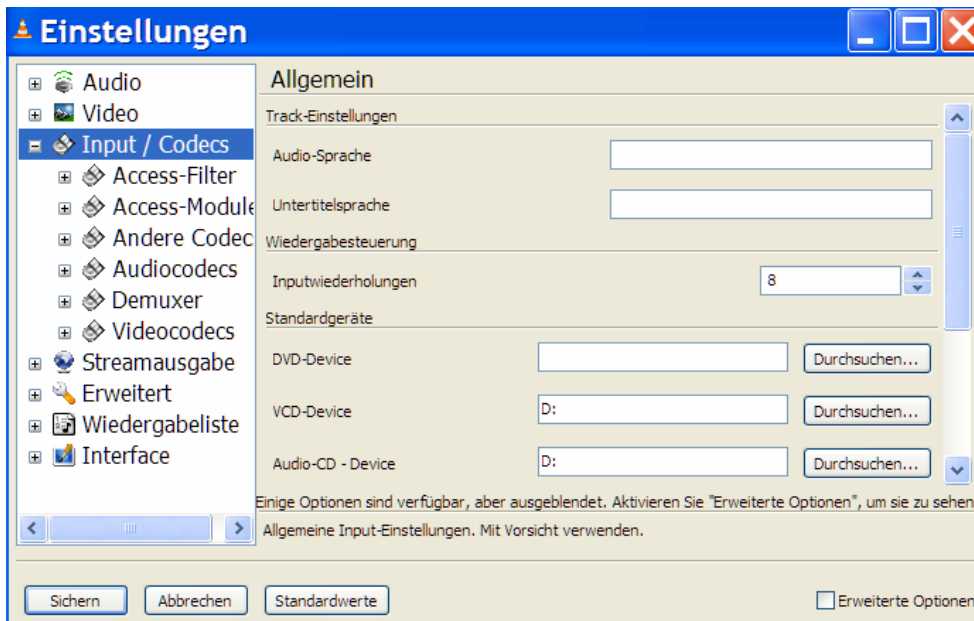 Einstellungen
Audio
Video
Input / Codecs
Access-Filter
Access-Module
Andere Codec
Audiocodecs
Demuxer
Videocodecs
Streamausgabe
Erweitert
Wiedergabeliste
Interface
Allgemein
Track-Einstellungen
Audio-Sprache
Untertitelsprache
Wiedergabesteuerung
Inputwiederholungen 8
Standardgeräte
DVD-Device Durchsuchen...
VCD-Device D: Durchsuchen...
Audio-CD - Device D: Durchsuchen...
Einige Optionen sind verfügbar, aber ausgeblendet. Aktivieren Sie "Erweiterte Optionen", um sie zu sehen
Allgemeine Input-Einstellungen. Mit Vorsicht verwenden.
Sichern Abbrechen Standardwerte Erweiterte Optionen